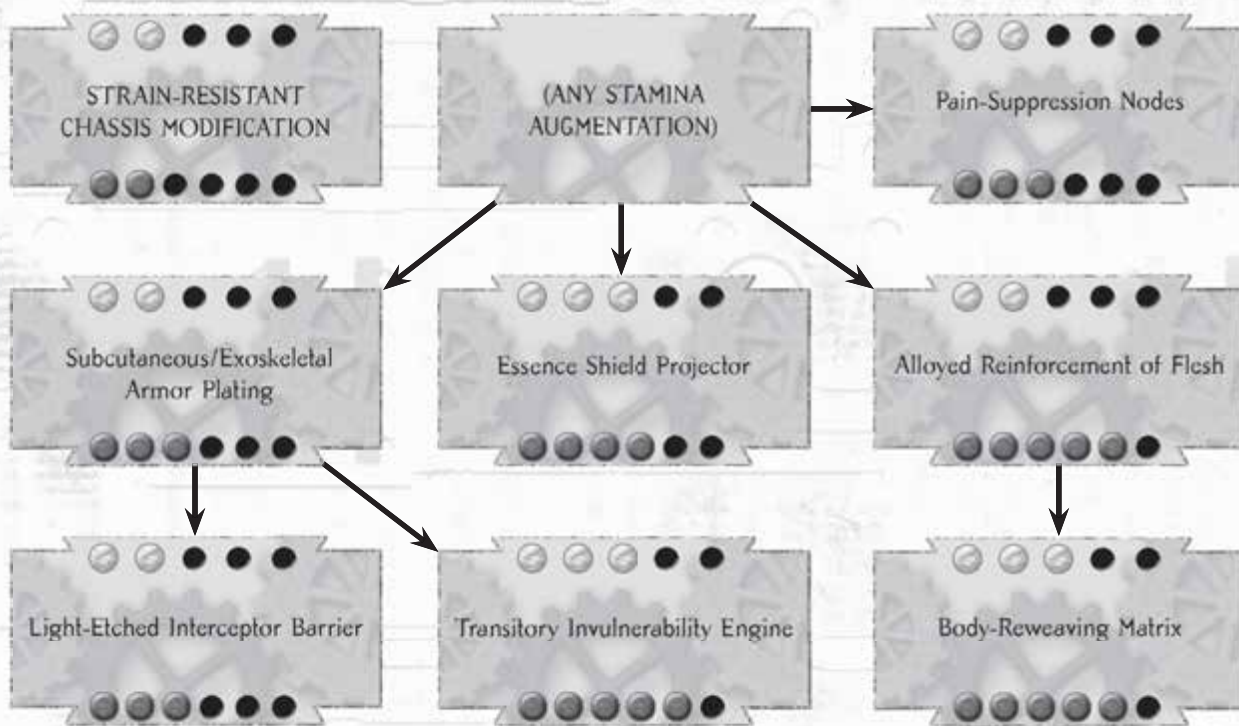 STRAIN-RESISTANT
CHASSIS MODIFICATION
(ANY STAMINA
AUGMENTATION)
Pain-Suppression Nodes
Subcutaneous/Exoskeletal
Armor Plating
Essence Shield Projector
Alloyed Reinforcement of Flesh
Light-Etched Interceptor Barrier
Transitory Invulnerability Engine
Body-Reweaving Matrix